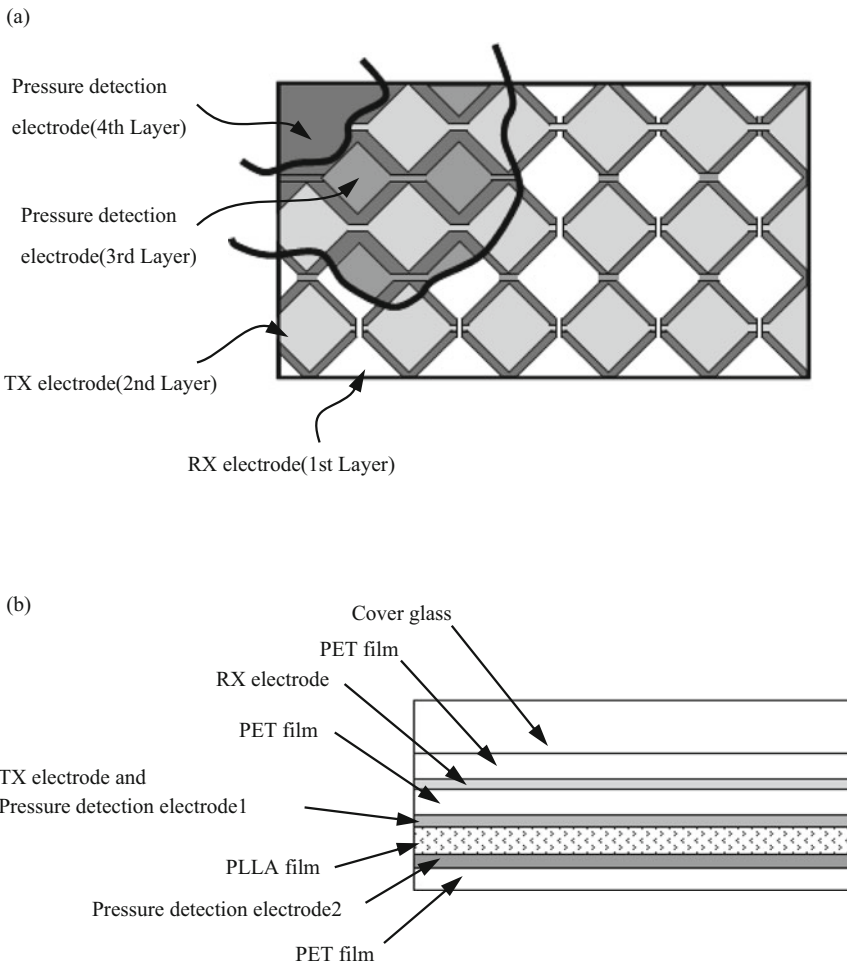 (a)
Pressure detection
electrode(4th Layer)
Pressure detection
electrode(3rd Layer)
TX electrode(2nd Layer)
RX electrode(1st Layer)
(b)
Cover glass
PET film
RX electrode
PET film
TX electrode and
Pressure detection electrode1
PLLA film
Pressure detection electrode2
PET film